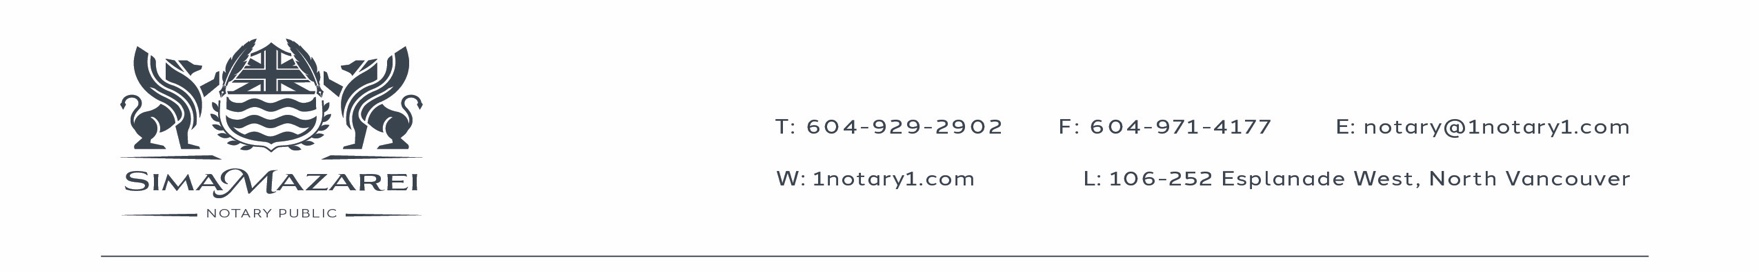 SIMA MAZAREI
NOTARY PUBLIC
T: 604-929-2902 F: 604-971-4177 E: notary@1notary1.com
W: 1notary1.com L: 106-252 Esplanade West, North Vancouver